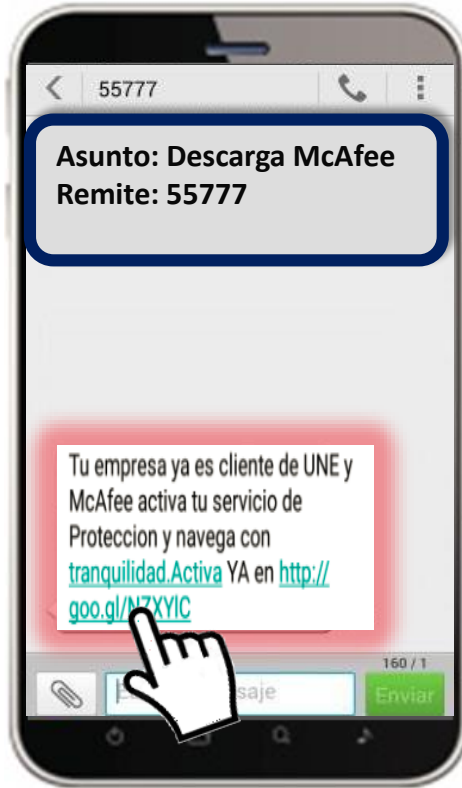 55777
Asunto: Descarga McAfee
Remite: 55777
Tu empresa ya es cliente de UNE y
McAfee activa tu servicio de
Proteccion y navega con
tranquilidad.Activa YA en http://
goo.gl/NZXYIC
160 / 1
Enviar